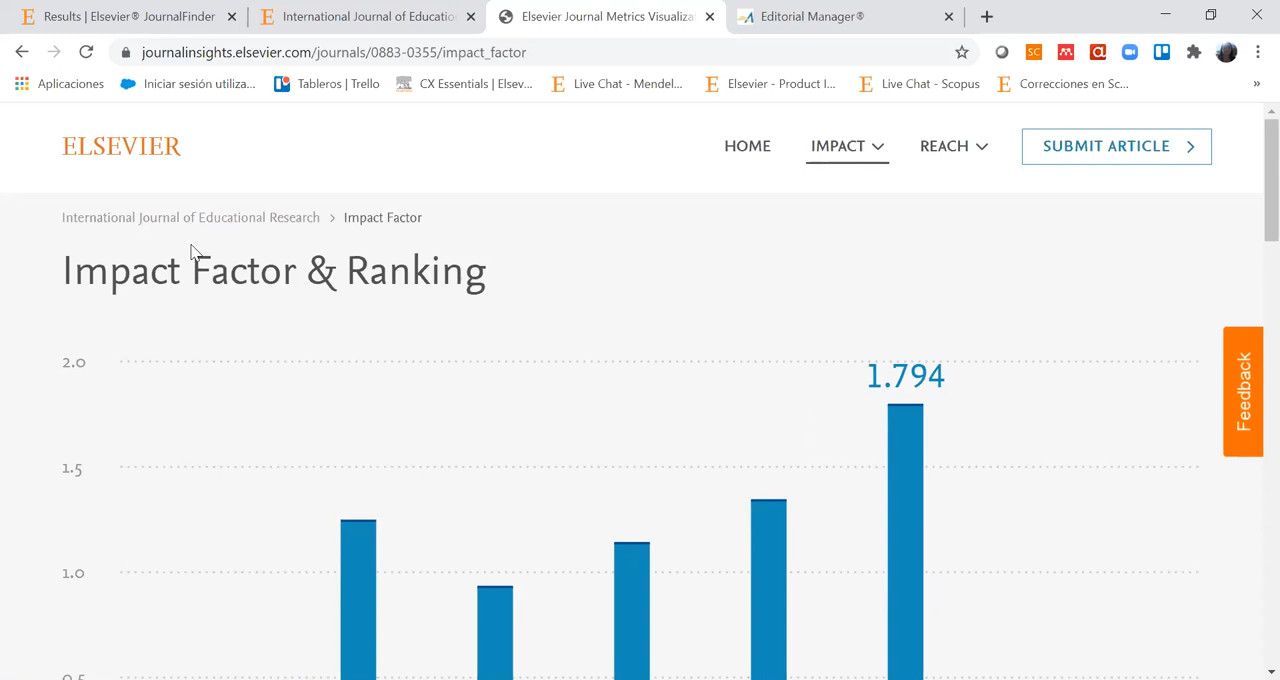 Results | Elsevier® JournalFinder
International Journal of Educatio
Elsevier Journal Metrics Visualiza
Editorial Manager®
journalinsights.elsevier.com/journals/0883-0355/impact_factor
SC
Aplicaciones
Iniciar sesión utiliza...
Tableros | Trello
CX Essentials | Elsev...
Live Chat - Mendel...
Elsevier - Product I...
Live Chat - Scopus
Correcciones en Sc...
»
ELSEVIER
HOME
IMPACT
REACH
SUBMIT ARTICLE
International Journal of Educational Research > Impact Factor
Impact Factor & Ranking
2.0
1.794
Feedback
1.5
1.0
0.5